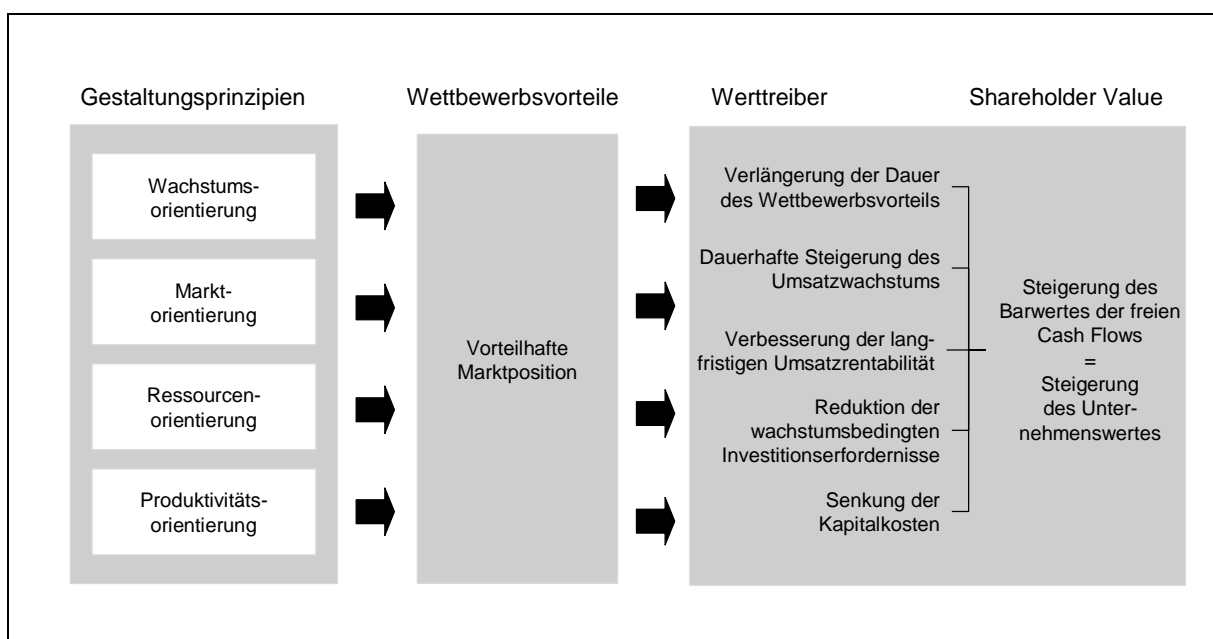 Gestaltungsprinzipien
Wettbewerbsvorteile
Werttreiber
Shareholder Value
Wachstums-
orientierung
Markt-
orientierung
Ressourcen-
orientierung
Produktivitäts-
orientierung
Vorteilhafte
Marktposition
Verlängerung der Dauer
des Wettbewerbsvorteils
Dauerhafte Steigerung des
Umsatzwachstums
Verbesserung der lang-
fristigen Umsatzrentabilität
Reduktion der
wachstumsbedingten
Investitionserfordernisse
Senkung der
Kapitalkosten
Steigerung des
Barwertes der freien
Cash Flows
=
Steigerung
des Unter-
nehmenswertes